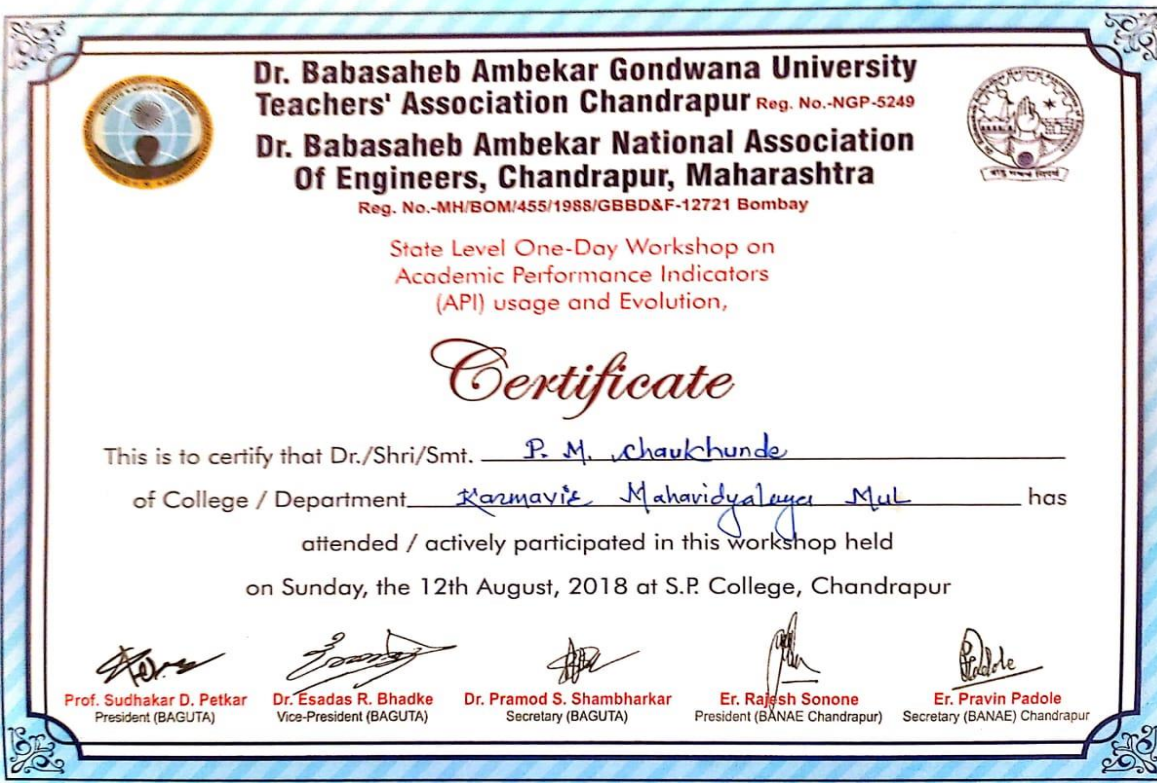 Dr. Babasaheb Ambekar Gondwana University
Teachers' Association Chandrapur Reg. No.-NGP-5249
Dr. Babasaheb Ambekar National Association
Of Engineers, Chandrapur, Maharashtra
Reg. No.-MH/BOM/455/1988/GBBD&F-12721 Bombay
State Level One-Day Workshop on
Academic Performance Indicators
(API) usage and Evolution,
Certificate
This is to certify that Dr./Shri/Smt. P. M. Chaukhunde
of College / Department Karmavir Mahavidyalaya Mul has
attended / actively participated in this workshop held
on Sunday, the 12th August, 2018 at S.P. College, Chandrapur
Padole
Prof. Sudhakar D. Petkar Dr. Esadas R. Bhadke Dr. Pramod S. Shambharkar Er. Rajesh Sonone Er. Pravin Padole
President (BAGUTA) Vice-President (BAGUTA) Secretary (BAGUTA) President (BANAE Chandrapur) Secretary (BANAE) Chandrapur